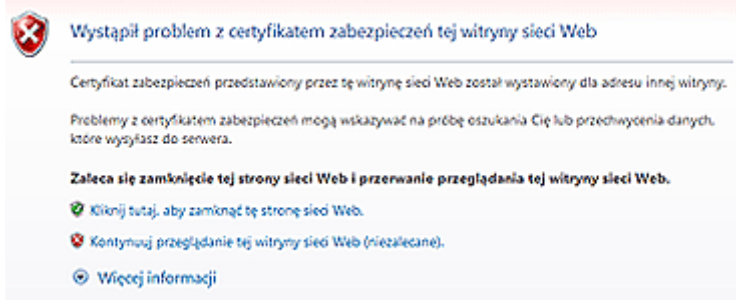 Wystąpił problem z certyfikatem zabezpieczeń tej witryny sieci Web
Certyfikat zabezpieczeń przedstawiony przez tę witrynę sieci Web został wystawiony dla adresu innej witryny.
Problemy z certyfikatem zabezpieczeń mogą wskazywać na próbę oszukania Cię lub przechwycenia danych,
które wysyłasz do serwera.
Zaleca się zamknięcie tej strony sieci Web i przerwanie przeglądania tej witryny sieci Web.
Kliknij tutaj, aby zamknąć tę stronę sieci Web.
Kontynuuj przeglądanie tej witryny sieci Web (niezalecane).
Więcej informacji